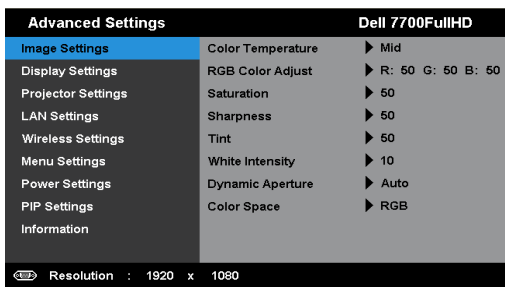 Advanced Settings Dell 7700FullHD
Image Settings Color Temperature Mid
Display Settings RGB Color Adjust R: 50 G: 50 B: 50
Projector Settings Saturation 50
LAN Settings Sharpness 50
Wireless Settings Tint 50
Menu Settings White Intensity 10
Power Settings Dynamic Aperture Auto
PIP Settings Color Space RGB
Information
Resolution : 1920 x 1080